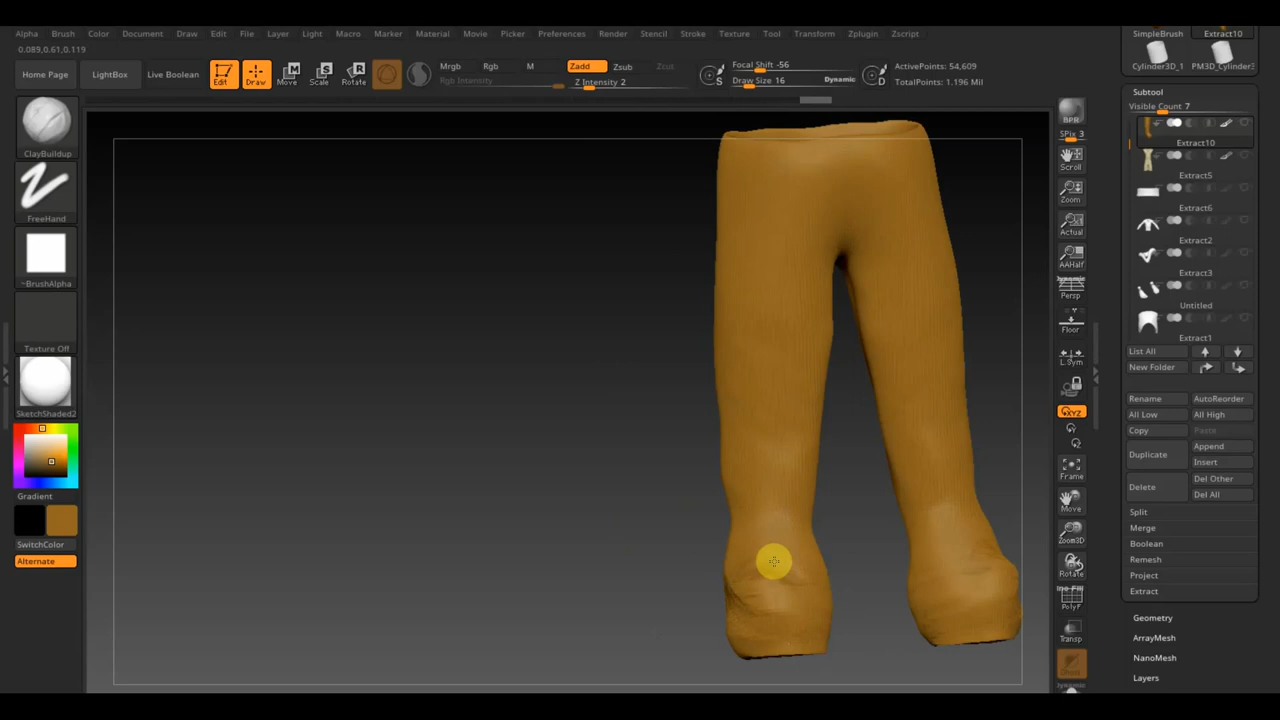 Alpha Brush Color Document Draw Edit File Layer Light Macro Marker Material Movie Picker Preferences Render Stencil Stroke Texture Tool Transform Zplugin Zscript
SimpleBrush Extract10
0.089,0.61,0.119
Home Page LightBox Live Boolean Edit Draw Move Scale Rotate
Mrgb Rgb M Zadd Zsub Zcut
Rgb Intensity Z Intensity 2
S Focal Shift -56
Draw Size 16 Dynamic
D ActivePoints: 54,609
TotalPoints: 1.196 Mil
Cylinder3D_1 PM3D_Cylinder3
ClayBuildup
FreeHand
~BrushAlpha
Texture Off
SketchShaded2
Gradient
SwitchColor
Alternate
BPR
SPix 3
Scroll
Zoom
Actual
AAHalf
Dynamic
Persp
Floor
L.Sym
XYZ
Frame
Move
Zoom3D
Rotate
PolyF
Transp
Subtool
Visible Count 7
Extract10
Extract5
Extract6
Extract2
Extract3
Untitled
Extract1
List All
New Folder
Rename AutoReorder
All Low All High
Copy Paste
Duplicate Append
Insert
Delete Del Other
Del All
Split
Merge
Boolean
Remesh
Project
Extract
Geometry
ArrayMesh
NanoMesh
Layers